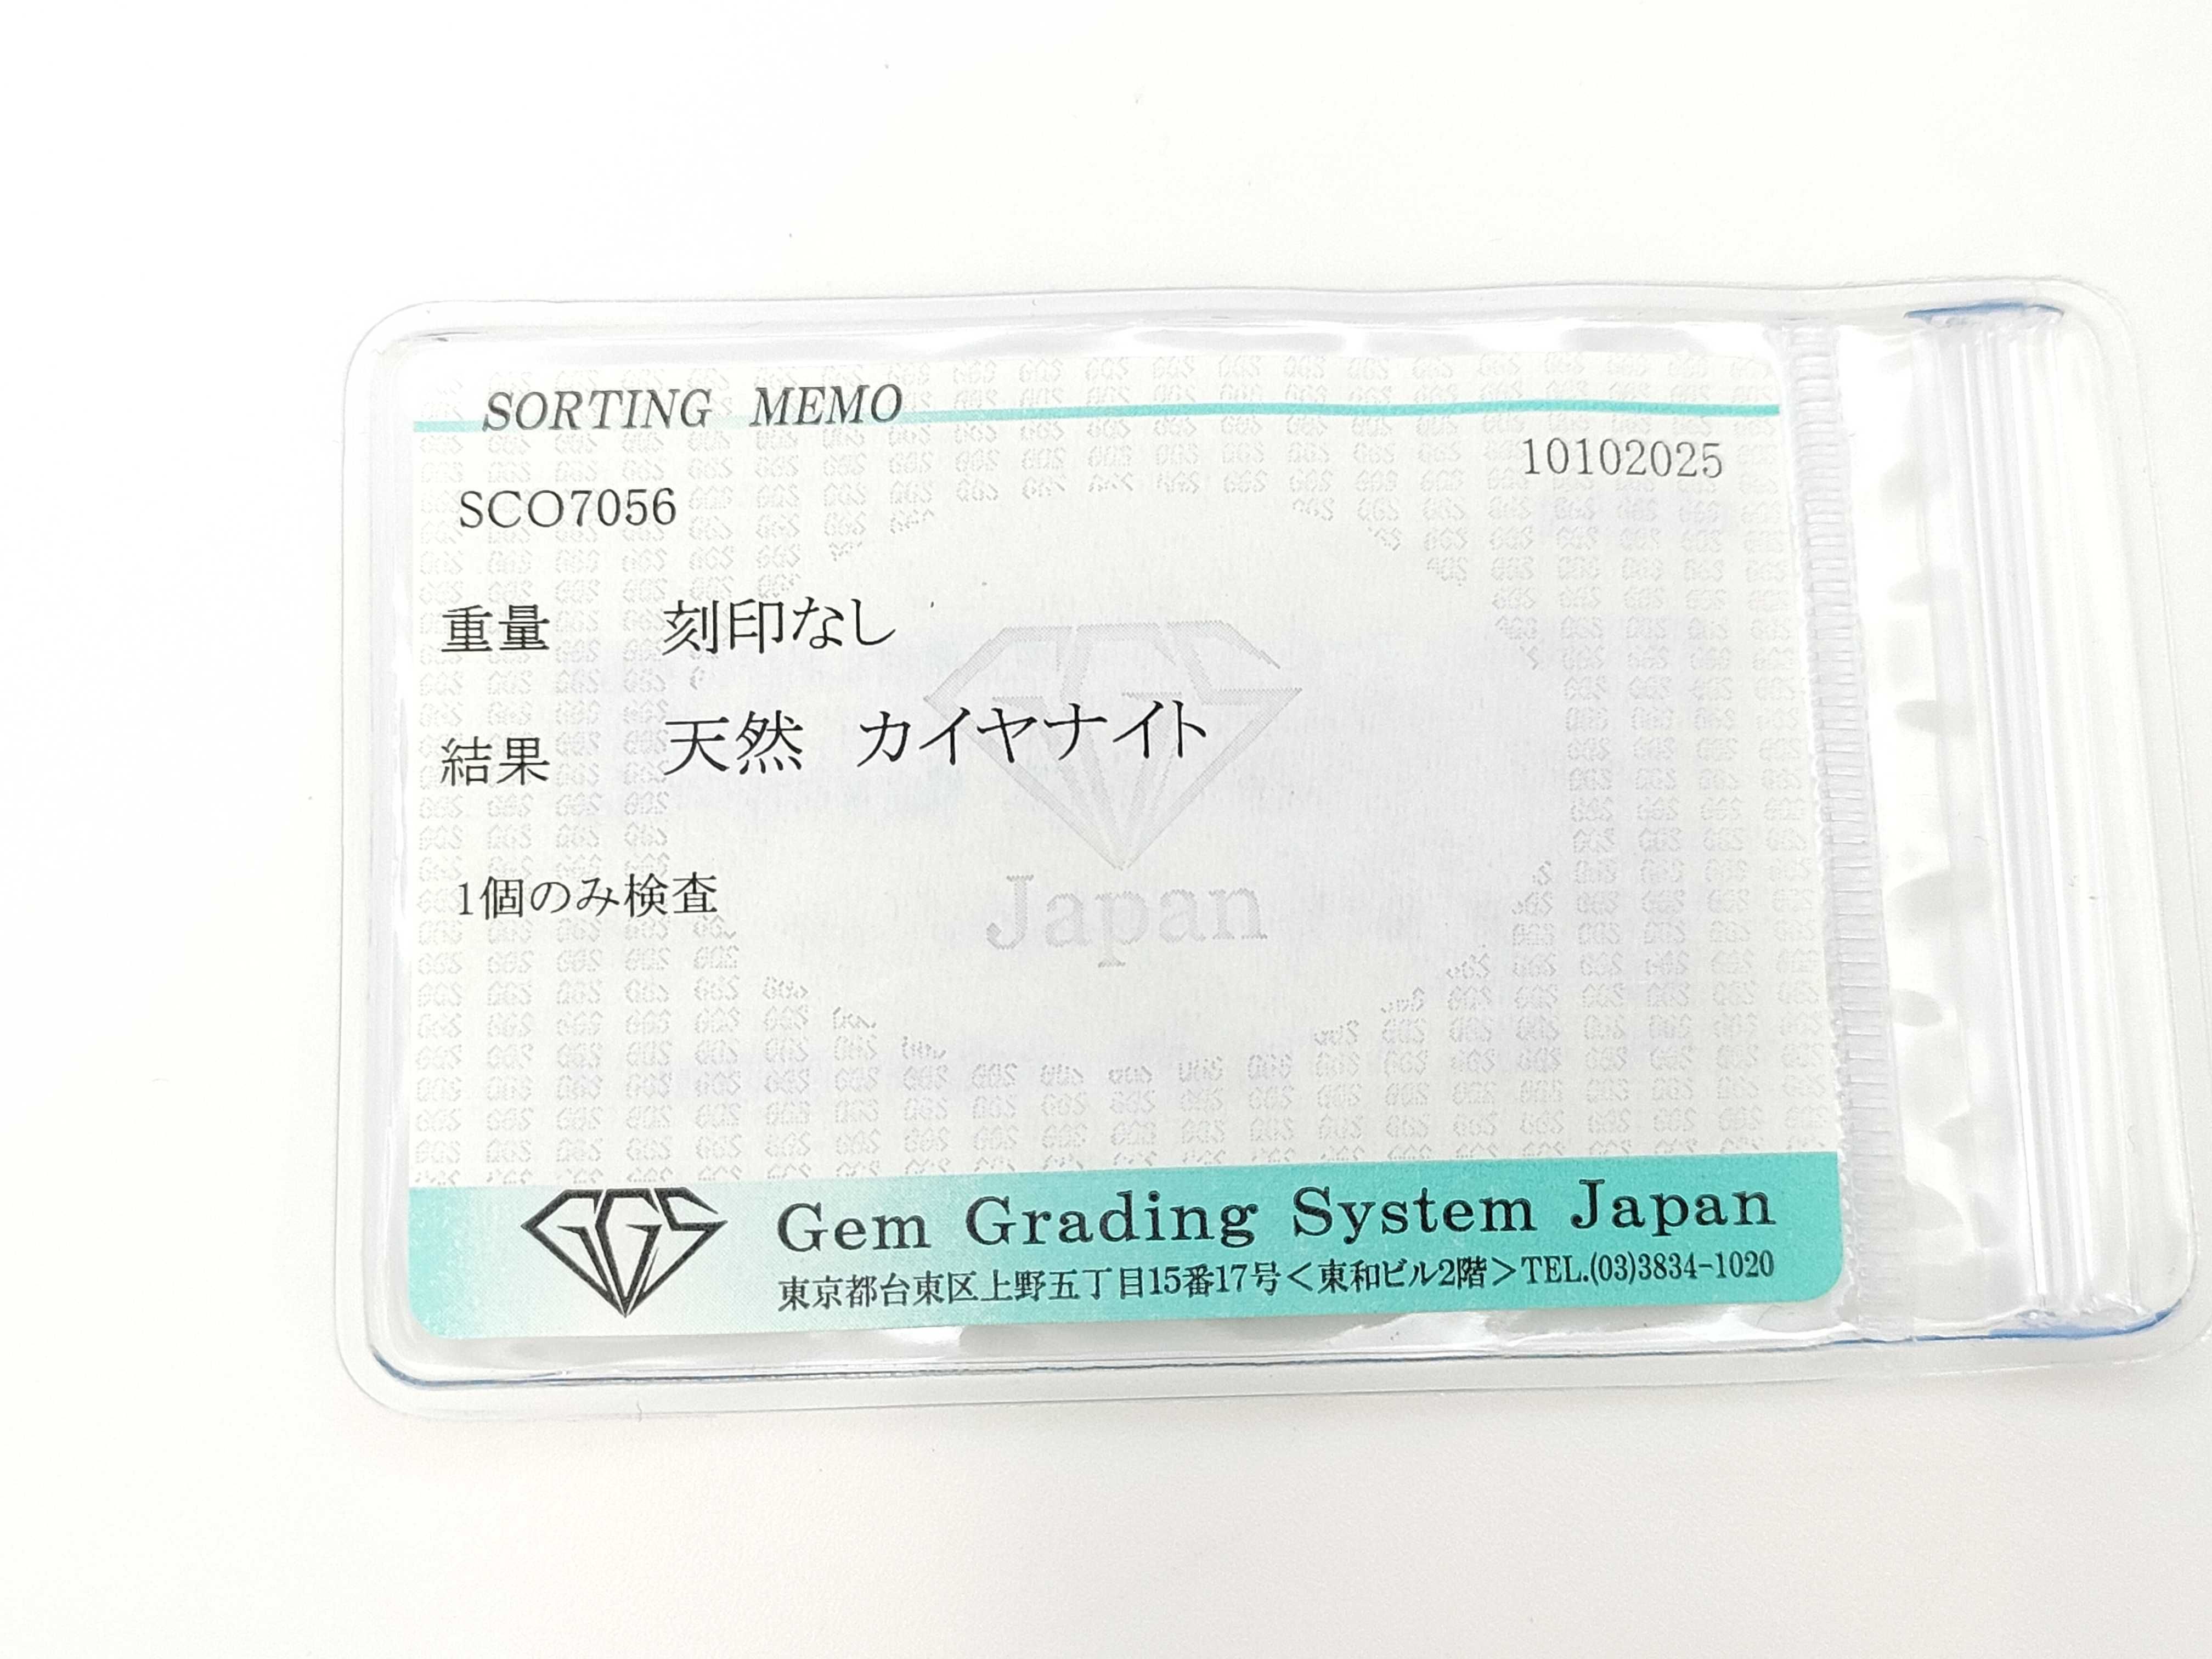 SORTING MEMO
10102025
SCO7056
重量 刻印なし
結果 天然 カイヤナイト
1個のみ検査
GGS
Japan
GGS Gem Grading System Japan
東京都台東区上野五丁目15番17号＜東和ビル2階＞TEL.(03)3834-1020